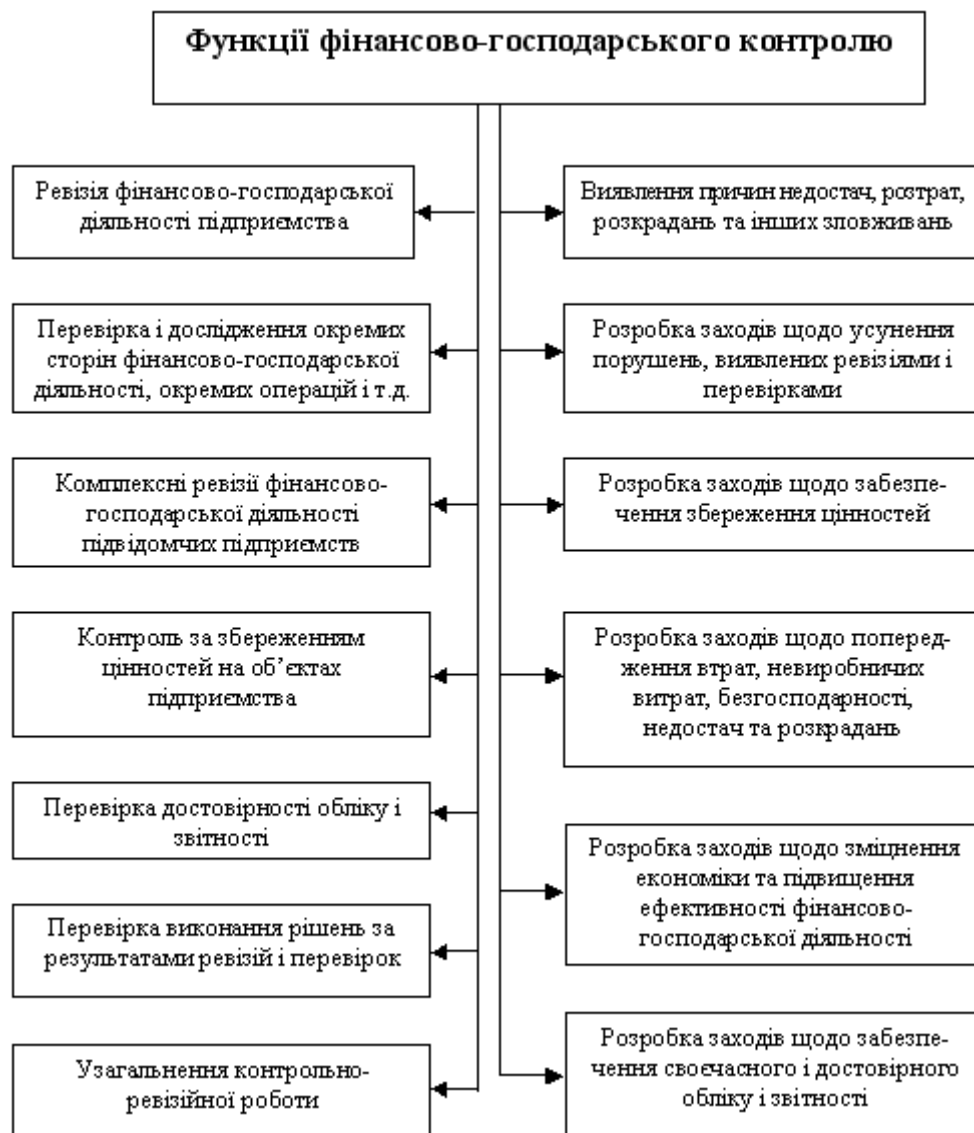 Функції фінансово-господарського контролю
Ревізія фінансово-господарської
діяльності підприємства
Перевірка і дослідження окремих
сторін фінансово-господарської
діяльності, окремих операцій і т.д.
Комплексні ревізії фінансово-
господарської діяльності
підвідомчих підприємств
Контроль за збереженням
цінностей на об’єктах
підприємства
Перевірка достовірності обліку і
звітності
Перевірка виконання рішень за
результатами ревізій і перевірок
Узагальнення контрольно-
ревізійної роботи
Виявлення причин недостач, розтрат,
розкрадань та інших зловживань
Розробка заходів щодо усунення
порушень, виявлених ревізіями і
перевірками
Розробка заходів щодо забезпе-
чення збереження цінностей
Розробка заходів щодо поперед-
ження втрат, невиробничих
витрат, безгосподарності,
недостач та розкрадань
Розробка заходів щодо зміцнення
економіки та підвищення
ефективності фінансово-
господарської діяльності
Розробка заходів щодо забезпе-
чення своєчасного і достовірного
обліку і звітності